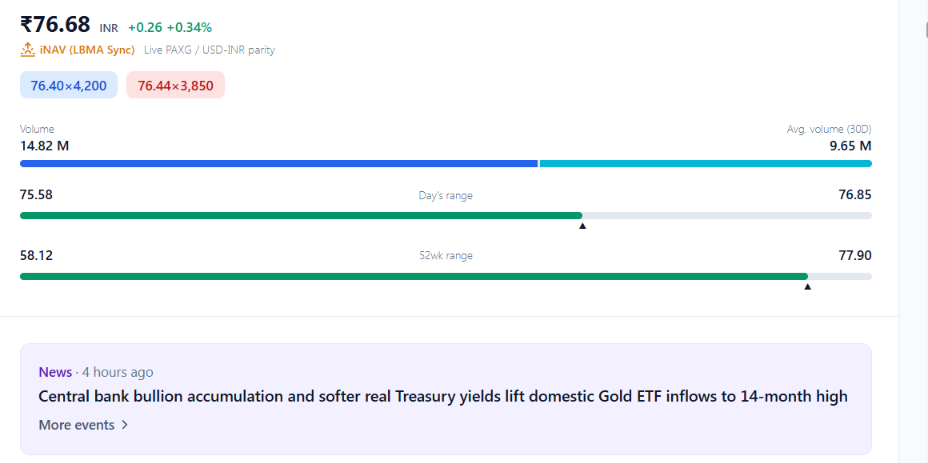 ₹76.68 INR +0.26 +0.34%
iNAV (LBMA Sync) Live PAXG / USD-INR parity
76.40×4,200 76.44×3,850
Volume Avg. volume (30D)
14.82 M 9.65 M
75.58 Day's range 76.85
58.12 52wk range 77.90
News · 4 hours ago
Central bank bullion accumulation and softer real Treasury yields lift domestic Gold ETF inflows to 14-month high
More events >